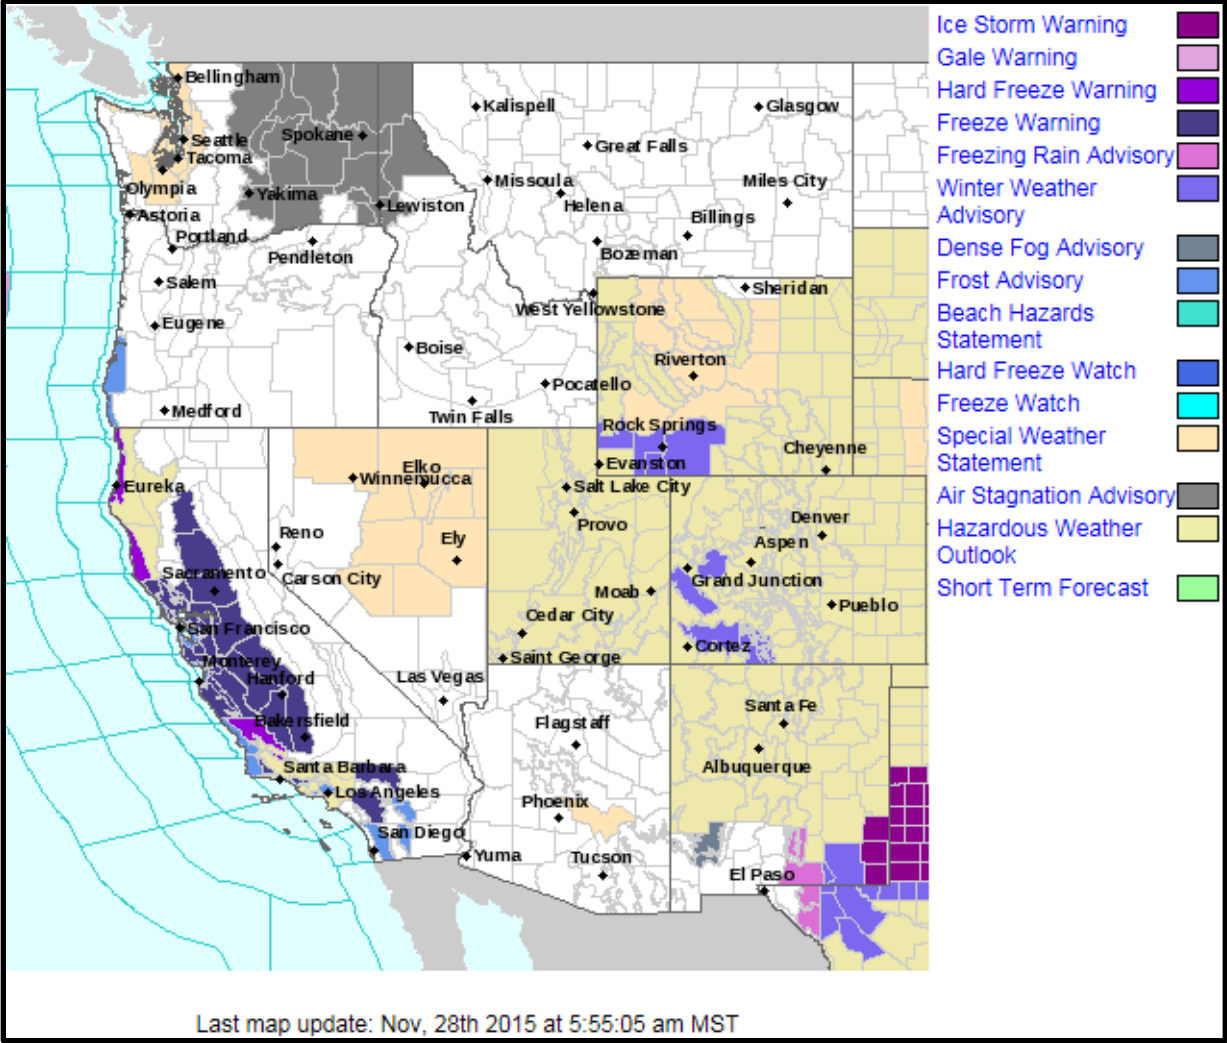 Bellingham
Seattle
Tacoma
Olympia
Spokane
Yakima
Lewiston
Astoria
Portland
Pendleton
Salem
Eugene
Medford
Kalispell
Glasgow
Great Falls
Missoula
Helena
Miles City
Billings
Bozeman
West Yellowstone
Sheridan
Boise
Pocatello
Twin Falls
Riverton
Rock Springs
Evanston
Cheyenne
Eureka
Elko
Winnemucca
Reno
Ely
Carson City
Salt Lake City
Provo
Moab
Cedar City
Saint George
Denver
Aspen
Grand Junction
Pueblo
Cortez
Sacramento
San Francisco
Monterey
Hanford
Bakersfield
Las Vegas
Santa Barbara
Los Angeles
San Diego
Flagstaff
Phoenix
Yuma
Tucson
Santa Fe
Albuquerque
El Paso
Ice Storm Warning
Gale Warning
Hard Freeze Warning
Freeze Warning
Freezing Rain Advisory
Winter Weather
Advisory
Dense Fog Advisory
Frost Advisory
Beach Hazards
Statement
Hard Freeze Watch
Freeze Watch
Special Weather
Statement
Air Stagnation Advisory
Hazardous Weather
Outlook
Short Term Forecast
Last map update: Nov, 28th 2015 at 5:55:05 am MST